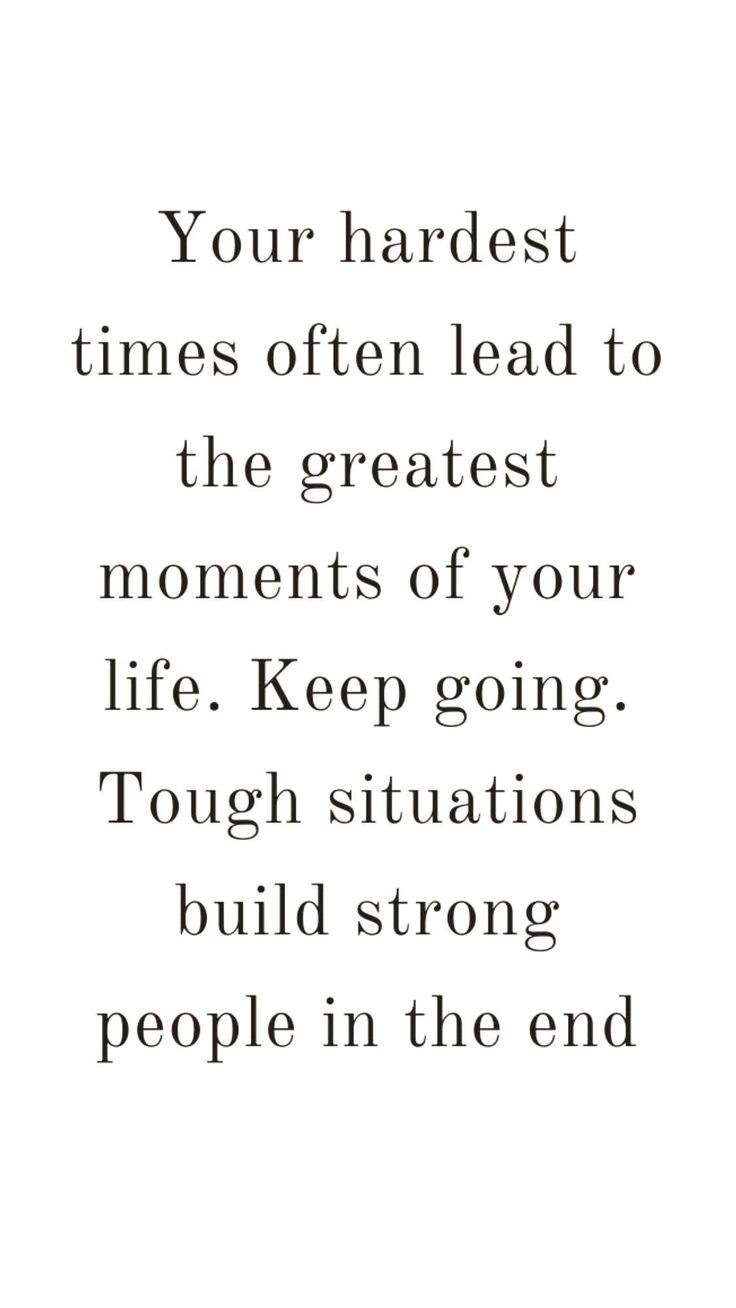 Your hardest
times often lead to
the greatest
moments of your
life. Keep going.
Tough situations
build strong
people in the end